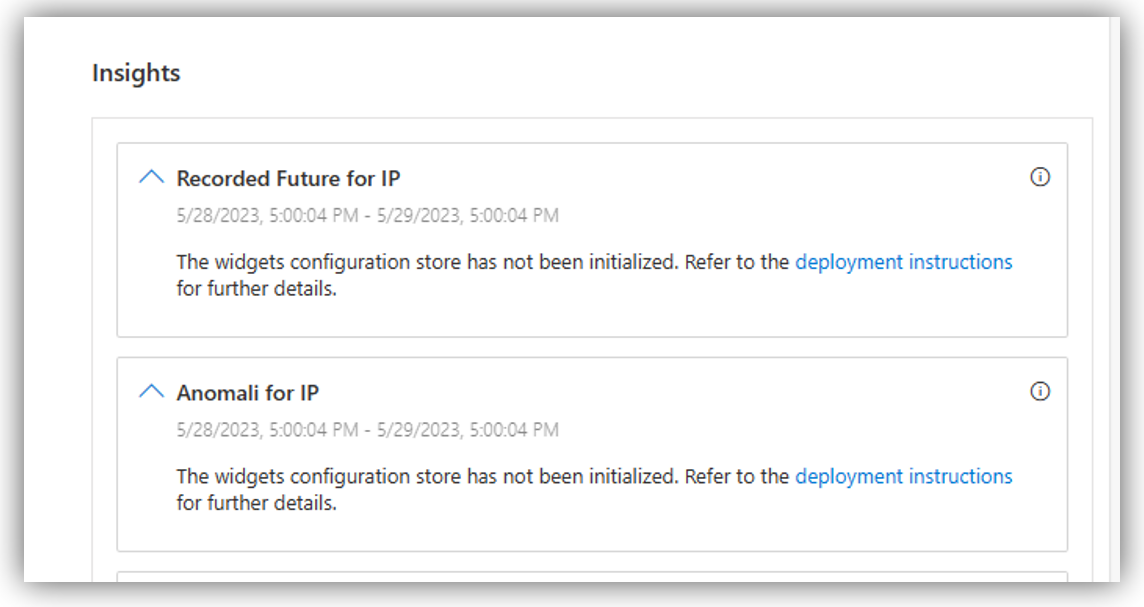 Insights
Recorded Future for IP
5/28/2023, 5:00:04 PM - 5/29/2023, 5:00:04 PM
The widgets configuration store has not been initialized. Refer to the deployment instructions
for further details.
Anomali for IP
5/28/2023, 5:00:04 PM - 5/29/2023, 5:00:04 PM
The widgets configuration store has not been initialized. Refer to the deployment instructions
for further details.